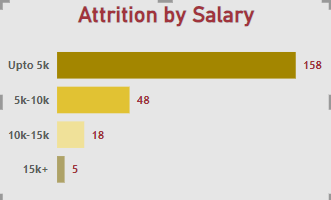 Attrition by Salary
Upto 5k 158
5k-10k 48
10k-15k 18
15k+ 5